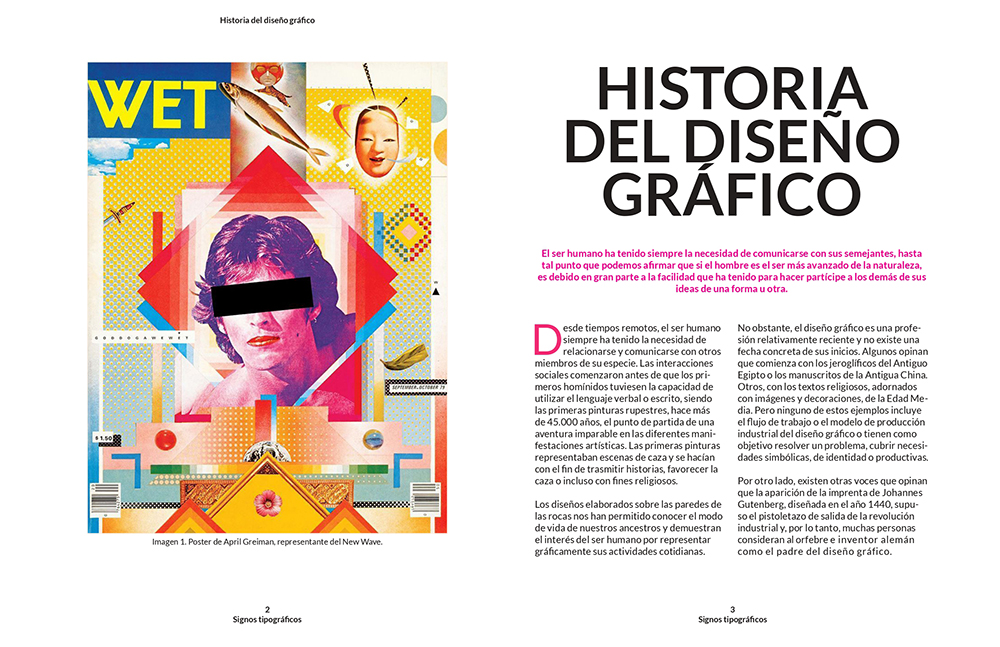 Historia del diseño gráfico
WET
GOOOOGAWENET
SEPTEMBER.OCTOBER 79
$ 1.50
Imagen 1. Poster de April Greiman, representante del New Wave.
2
Signos tipográficos
HISTORIA
DEL DISEÑO
GRÁFICO
El ser humano ha tenido siempre la necesidad de comunicarse con sus semejantes, hasta
tal punto que podemos afirmar que si el hombre es el ser más avanzado de la naturaleza,
es debido en gran parte a la facilidad que ha tenido para hacer partícipe a los demás de sus
ideas de una forma u otra.
Desde tiempos remotos, el ser humano
siempre ha tenido la necesidad de
relacionarse y comunicarse con otros
miembros de su especie. Las interacciones
sociales comenzaron antes de que los pri-
meros homínidos tuviesen la capacidad de
utilizar el lenguaje verbal o escrito, siendo
las primeras pinturas rupestres, hace más
de 45.000 años, el punto de partida de una
aventura imparable en las diferentes mani-
festaciones artísticas. Las primeras pinturas
representaban escenas de caza y se hacían
con el fin de trasmitir historias, favorecer la
caza o incluso con fines religiosos.
Los diseños elaborados sobre las paredes de
las rocas nos han permitido conocer el modo
de vida de nuestros ancestros y demuestran
el interés del ser humano por representar
gráficamente sus actividades cotidianas.
No obstante, el diseño gráfico es una profe-
sión relativamente reciente y no existe una
fecha concreta de sus inicios. Algunos opinan
que comienza con los jeroglíficos del Antiguo
Egipto o los manuscritos de la Antigua China.
Otros, con los textos religiosos, adornados
con imágenes y decoraciones, de la Edad Me-
dia. Pero ninguno de estos ejemplos incluye
el flujo de trabajo o el modelo de producción
industrial del diseño gráfico o tienen como
objetivo resolver un problema, cubrir necesi-
dades simbólicas, de identidad o productivas.
Por otro lado, existen otras voces que opinan
que la aparición de la imprenta de Johannes
Gutenberg, diseñada en el año 1440, supu-
so el pistoletazo de salida de la revolución
industrial y, por lo tanto, muchas personas
consideran al orfebre e inventor alemán
como el padre del diseño gráfico.
3
Signos tipográficos